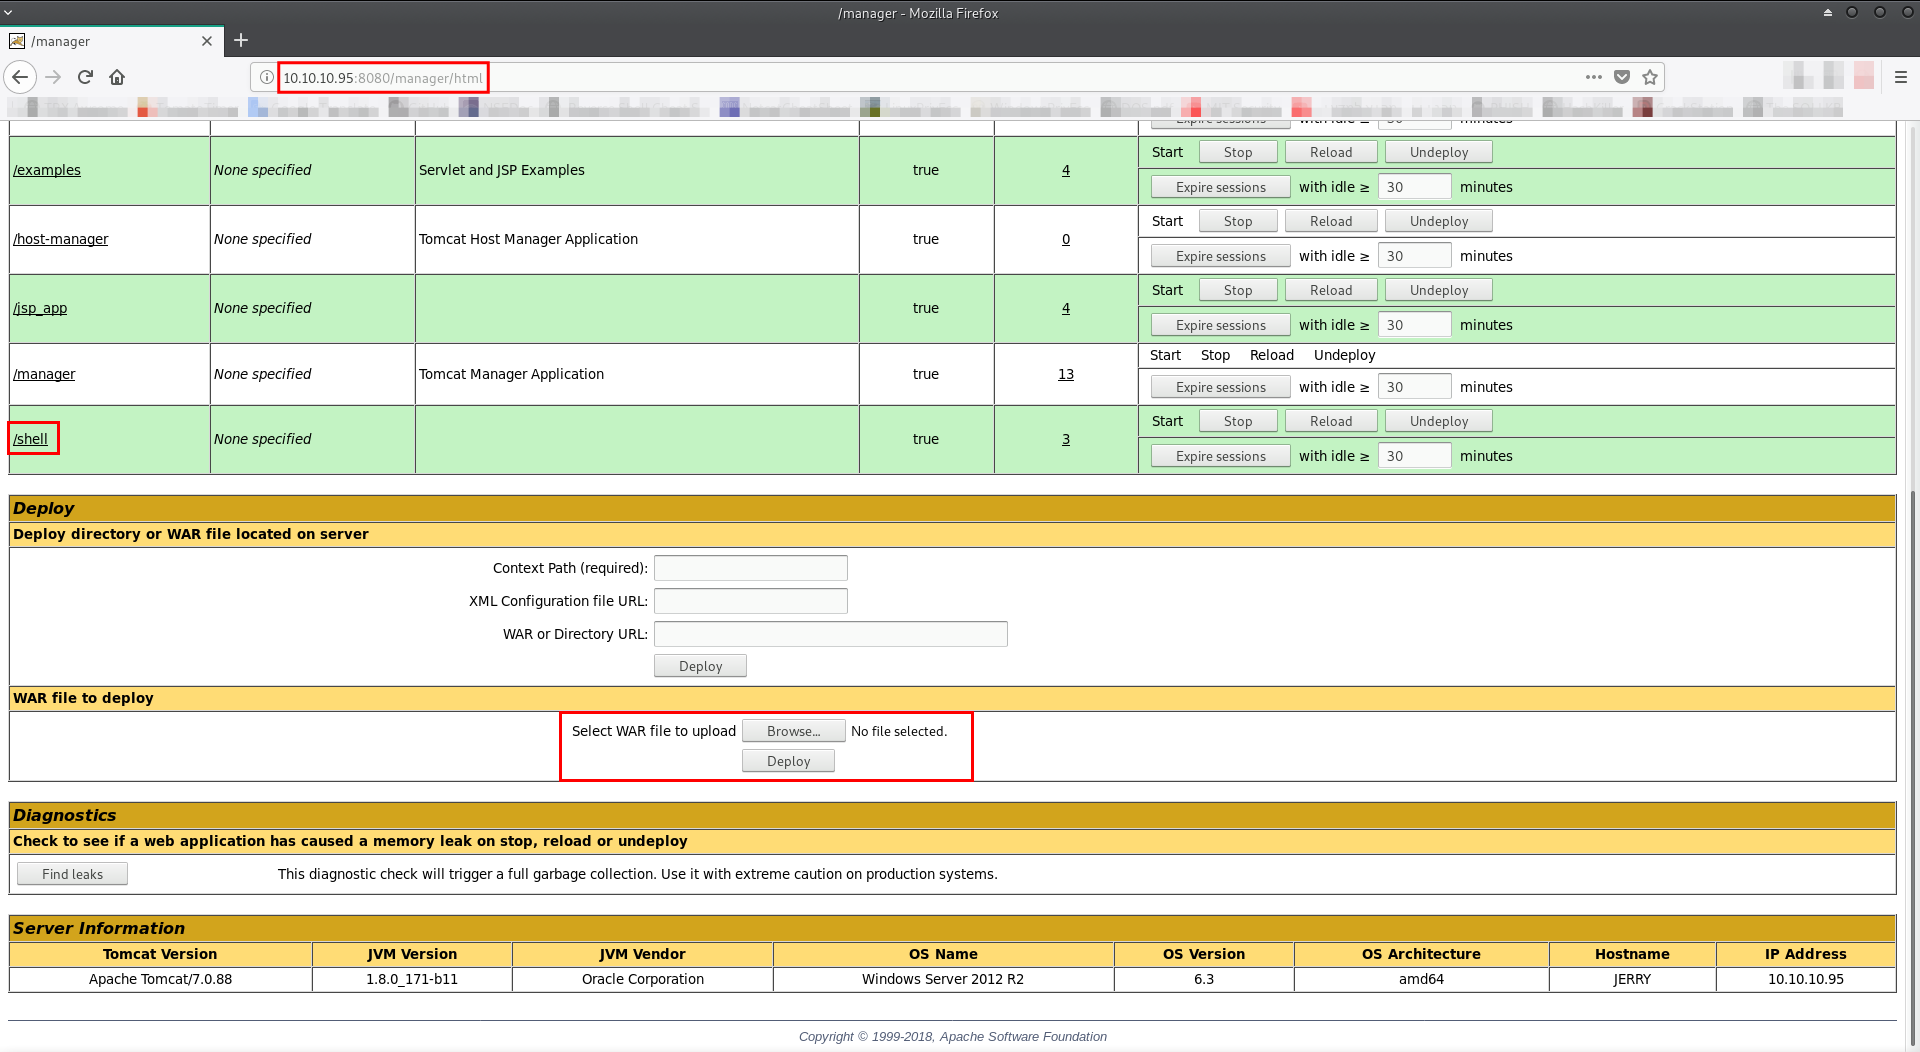 /manager - Mozilla Firefox
/manager
10.10.10.95:8080/manager/html
Expire sessions with idle ≥ 30 minutes
/examples None specified Servlet and JSP Examples true 4 Start Stop Reload Undeploy
Expire sessions with idle ≥ 30 minutes
/host-manager None specified Tomcat Host Manager Application true 0 Start Stop Reload Undeploy
Expire sessions with idle ≥ 30 minutes
/jsp_app None specified true 4 Start Stop Reload Undeploy
Expire sessions with idle ≥ 30 minutes
/manager None specified Tomcat Manager Application true 13 Start Stop Reload Undeploy
Expire sessions with idle ≥ 30 minutes
/shell None specified true 3 Start Stop Reload Undeploy
Expire sessions with idle ≥ 30 minutes
Deploy
Deploy directory or WAR file located on server
Context Path (required):
XML Configuration file URL:
WAR or Directory URL:
Deploy
WAR file to deploy
Select WAR file to upload Browse... No file selected.
Deploy
Diagnostics
Check to see if a web application has caused a memory leak on stop, reload or undeploy
Find leaks This diagnostic check will trigger a full garbage collection. Use it with extreme caution on production systems.
Server Information
Tomcat Version JVM Version JVM Vendor OS Name OS Version OS Architecture Hostname IP Address
Apache Tomcat/7.0.88 1.8.0_171-b11 Oracle Corporation Windows Server 2012 R2 6.3 amd64 JERRY 10.10.10.95
Copyright © 1999-2018, Apache Software Foundation